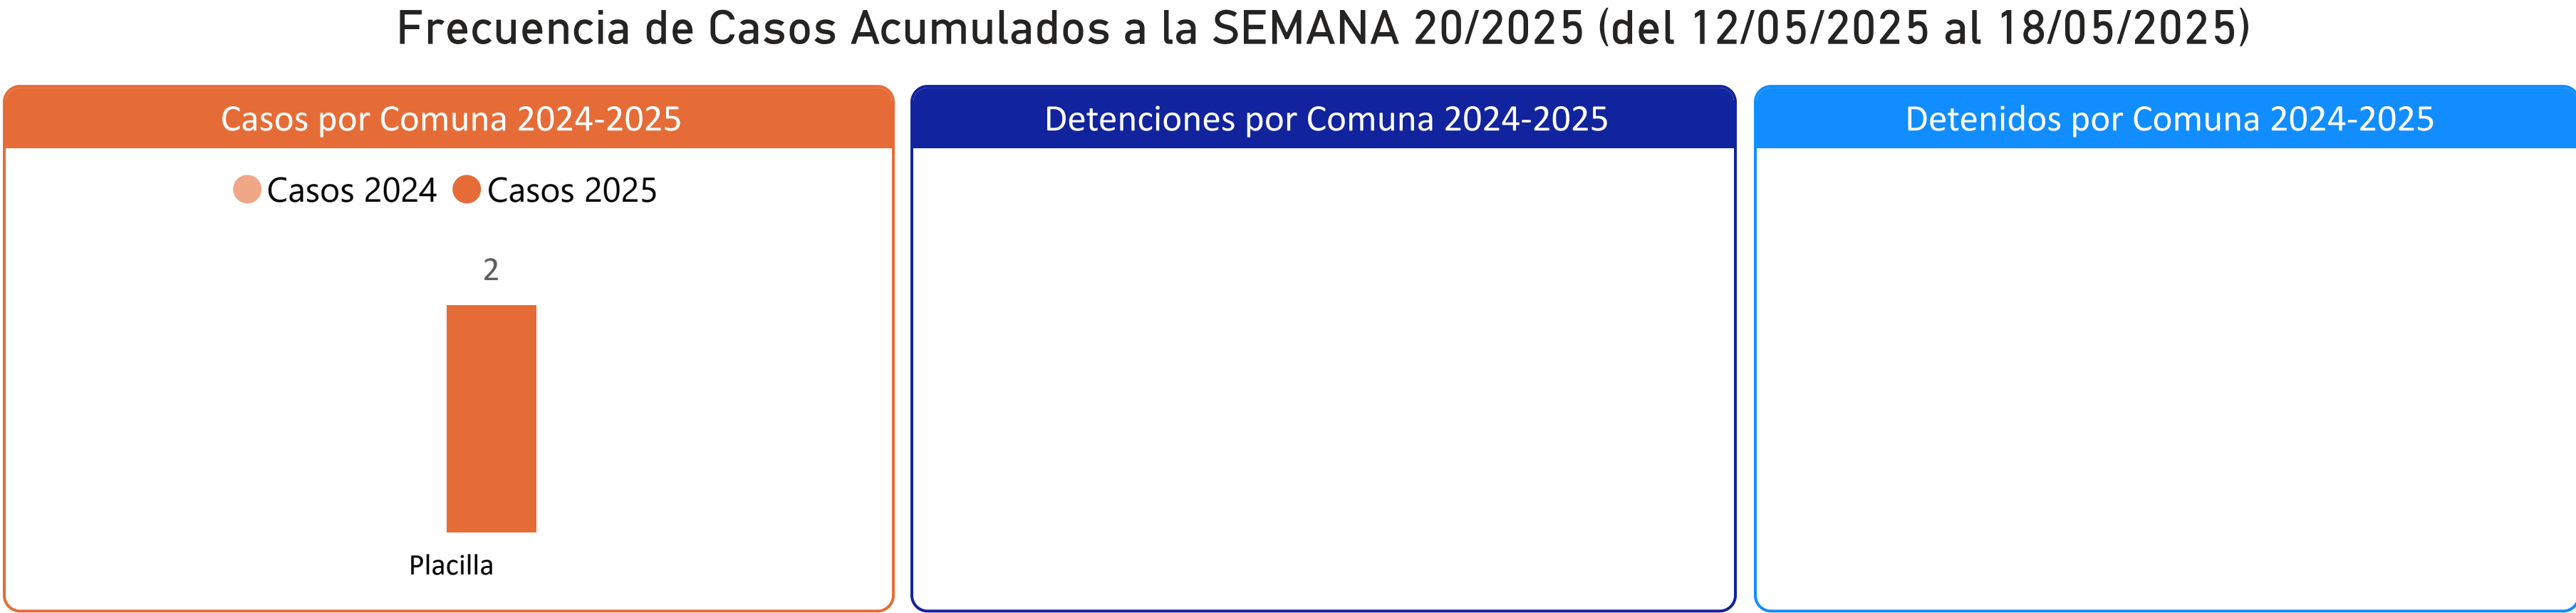 Frecuencia de Casos Acumulados a la SEMANA 20/2025 (del 12/05/2025 al 18/05/2025)
Casos por Comuna 2024-2025
Casos 2024 Casos 2025
2
Placilla
Detenciones por Comuna 2024-2025
Detenidos por Comuna 2024-2025